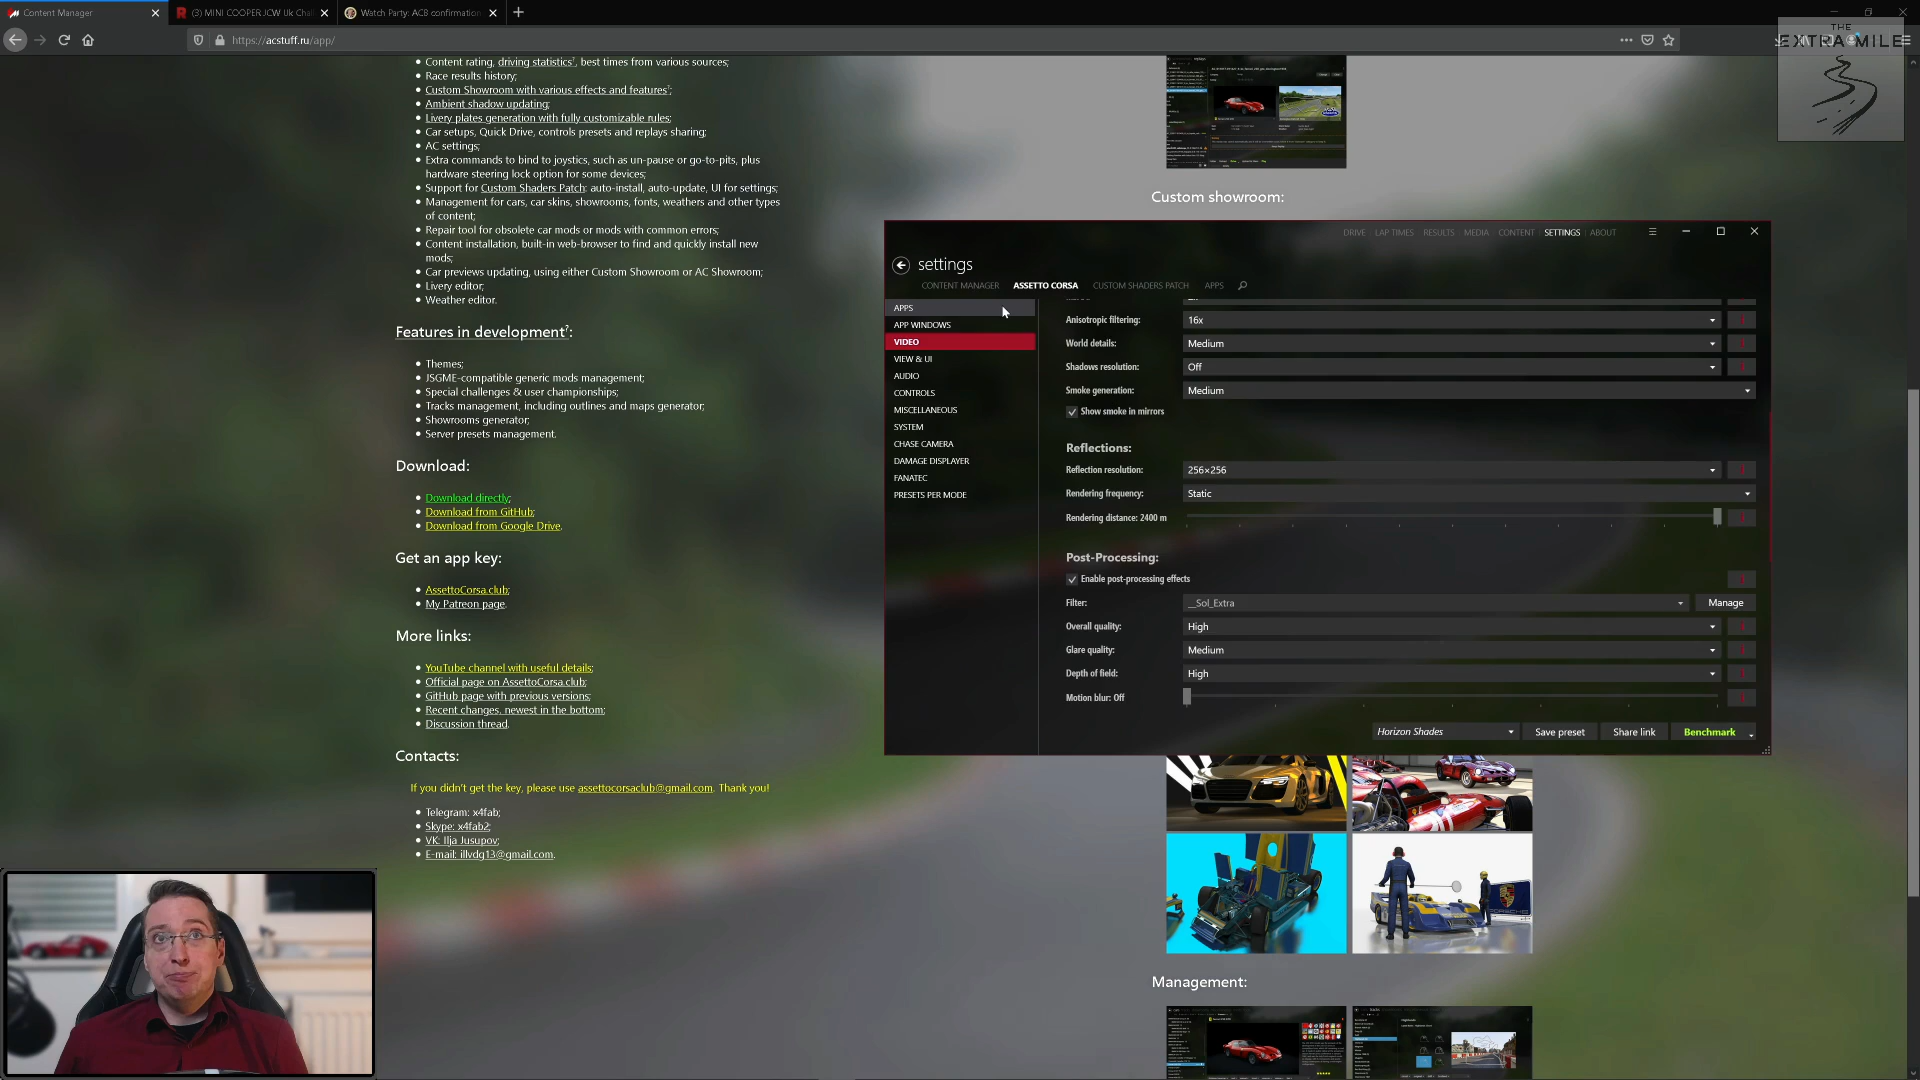 Content Manager
(3) MINI COOPER JCW Uk Chall
Watch Party: ACB confirmation
https://acstuff.ru/app/
THE
EXTRA MILE
Content rating, driving statistics?, best times from various sources;
Race results history;
Custom Showroom with various effects and features?;
Ambient shadow updating;
Livery plates generation with fully customizable rules;
Car setups, Quick Drive, controls presets and replays sharing;
AC settings;
Extra commands to bind to joystics, such as un-pause or go-to-pits, plus
hardware steering lock option for some devices;
Support for Custom Shaders Patch: auto-install, auto-update, UI for settings;
Management for cars, car skins, showrooms, fonts, weathers and other types
of content;
Repair tool for obsolete car mods or mods with common errors;
Content installation, built-in web-browser to find and quickly install new
mods;
Car previews updating, using either Custom Showroom or AC Showroom;
Livery editor;
Weather editor.
Features in development?:
Themes;
JSGME-compatible generic mods management;
Special challenges & user championships;
Tracks management, including outlines and maps generator;
Showrooms generator;
Server presets management.
Download:
Download directly;
Download from GitHub;
Download from Google Drive.
Get an app key:
AssettoCorsa.club;
My Patreon page.
More links:
YouTube channel with useful details;
Official page on AssettoCorsa.club;
GitHub page with previous versions;
Recent changes, newest in the bottom;
Discussion thread.
Contacts:
If you didn't get the key, please use assettocorsaclub@gmail.com. Thank you!
Telegram: x4fab;
Skype: x4fab2;
VK: Ilja Jusupov;
E-mail: illvdg13@gmail.com.
Custom showroom:
DRIVE LAP TIMES RESULTS MEDIA CONTENT SETTINGS ABOUT
settings
CONTENT MANAGER ASSETTO CORSA CUSTOM SHADERS PATCH APPS
APPS
APP WINDOWS
VIDEO
VIEW & UI
AUDIO
CONTROLS
MISCELLANEOUS
SYSTEM
CHASE CAMERA
DAMAGE DISPLAYER
FANATEC
PRESETS PER MODE
Anisotropic filtering: 16x
World details: Medium
Shadows resolution: Off
Smoke generation: Medium
Show smoke in mirrors
Reflections:
Reflection resolution: 256×256
Rendering frequency: Static
Rendering distance: 2400 m
Post-Processing:
Enable post-processing effects
Filter: __Sol_Extra Manage
Overall quality: High
Glare quality: Medium
Depth of field: High
Motion blur: Off
Horizon Shades Save preset Share link Benchmark
PORSCHE
Management: